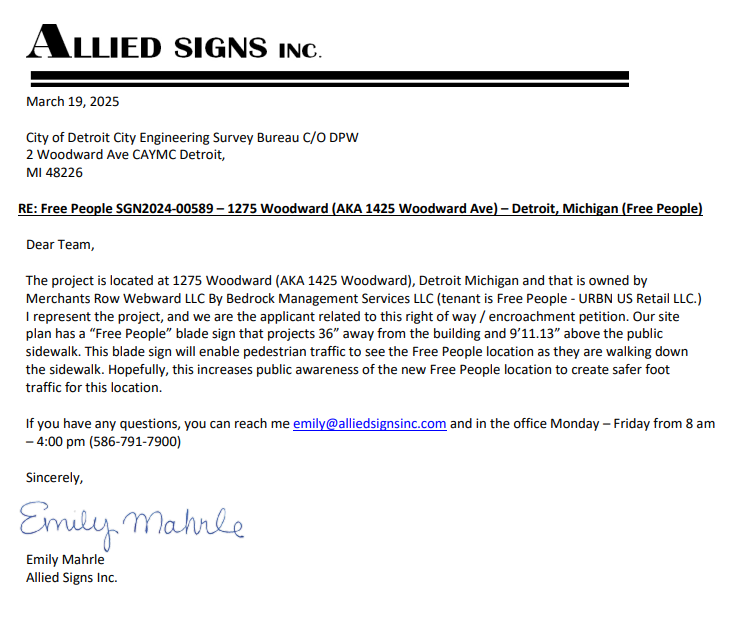 ALLIED SIGNS INC.
March 19, 2025
City of Detroit City Engineering Survey Bureau C/O DPW
2 Woodward Ave CAYMC Detroit,
MI 48226
RE: Free People SGN2024-00589 – 1275 Woodward (AKA 1425 Woodward Ave) – Detroit, Michigan (Free People)
Dear Team,
The project is located at 1275 Woodward (AKA 1425 Woodward), Detroit Michigan and that is owned by
Merchants Row Webward LLC By Bedrock Management Services LLC (tenant is Free People - URBN US Retail LLC.)
I represent the project, and we are the applicant related to this right of way / encroachment petition. Our site
plan has a “Free People” blade sign that projects 36” away from the building and 9’11.13” above the public
sidewalk. This blade sign will enable pedestrian traffic to see the Free People location as they are walking down
the sidewalk. Hopefully, this increases public awareness of the new Free People location to create safer foot
traffic for this location.
If you have any questions, you can reach me emily@alliedsignsinc.com and in the office Monday – Friday from 8 am
– 4:00 pm (586-791-7900)
Sincerely,
Emily Mahrle
Emily Mahrle
Allied Signs Inc.